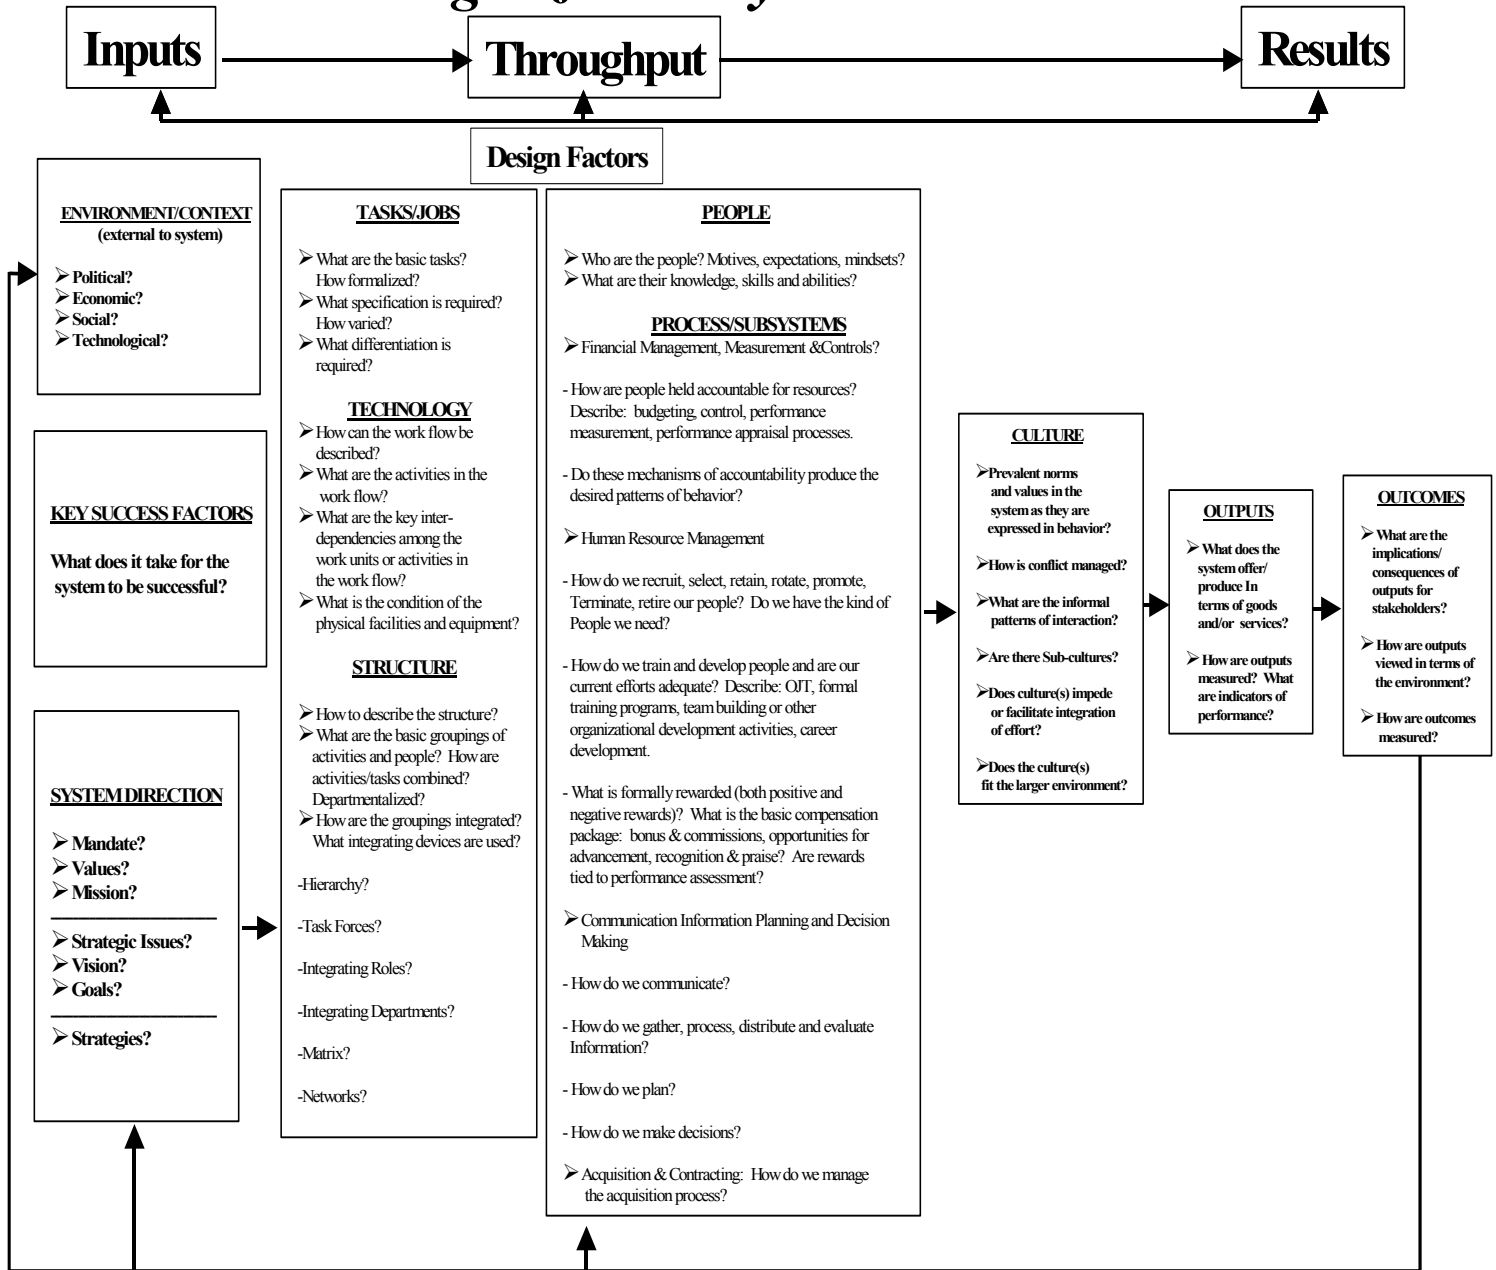 Inputs
Throughput
Results
Design Factors
ENVIRONMENT/CONTEXT
(external to system)
➢ Political?
➢ Economic?
➢ Social?
➢ Technological?
KEY SUCCESS FACTORS
What does it take for the
system to be successful?
SYSTEM DIRECTION
➢ Mandate?
➢ Values?
➢ Mission?
➢ Strategic Issues?
➢ Vision?
➢ Goals?
➢ Strategies?
TASKS/JOBS
➢ What are the basic tasks?
How formalized?
➢ What specification is required?
How varied?
➢ What differentiation is
required?
TECHNOLOGY
➢ How can the work flow be
described?
➢ What are the activities in the
work flow?
➢ What are the key inter-
dependencies among the
work units or activities in
the work flow?
➢ What is the condition of the
physical facilities and equipment?
STRUCTURE
➢ How to describe the structure?
➢ What are the basic groupings of
activities and people? How are
activities/tasks combined?
Departmentalized?
➢ How are the groupings integrated?
What integrating devices are used?
-Hierarchy?
-Task Forces?
-Integrating Roles?
-Integrating Departments?
-Matrix?
-Networks?
PEOPLE
➢ Who are the people? Motives, expectations, mindsets?
➢ What are their knowledge, skills and abilities?
PROCESS/SUBSYSTEMS
➢ Financial Management, Measurement &Controls?
- How are people held accountable for resources?
Describe: budgeting, control, performance
measurement, performance appraisal processes.
- Do these mechanisms of accountability produce the
desired patterns of behavior?
➢ Human Resource Management
- How do we recruit, select, retain, rotate, promote,
Terminate, retire our people? Do we have the kind of
People we need?
- How do we train and develop people and are our
current efforts adequate? Describe: OJT, formal
training programs, team building or other
organizational development activities, career
development.
- What is formally rewarded (both positive and
negative rewards)? What is the basic compensation
package: bonus & commissions, opportunities for
advancement, recognition & praise? Are rewards
tied to performance assessment?
➢ Communication Information Planning and Decision
Making
- How do we communicate?
- How do we gather, process, distribute and evaluate
Information?
- How do we plan?
- How do we make decisions?
➢ Acquisition & Contracting: How do we manage
the acquisition process?
CULTURE
➢Prevalent norms
and values in the
system as they are
expressed in behavior?
➢How is conflict managed?
➢What are the informal
patterns of interaction?
➢Are there Sub-cultures?
➢Does culture(s) impede
or facilitate integration
of effort?
➢Does the culture(s)
fit the larger environment?
OUTPUTS
➢ What does the
system offer/
produce In
terms of goods
and/or services?
➢ How are outputs
measured? What
are indicators of
performance?
OUTCOMES
➢ What are the
implications/
consequences of
outputs for
stakeholders?
➢ How are outputs
viewed in terms of
the environment?
➢ How are outcomes
measured?